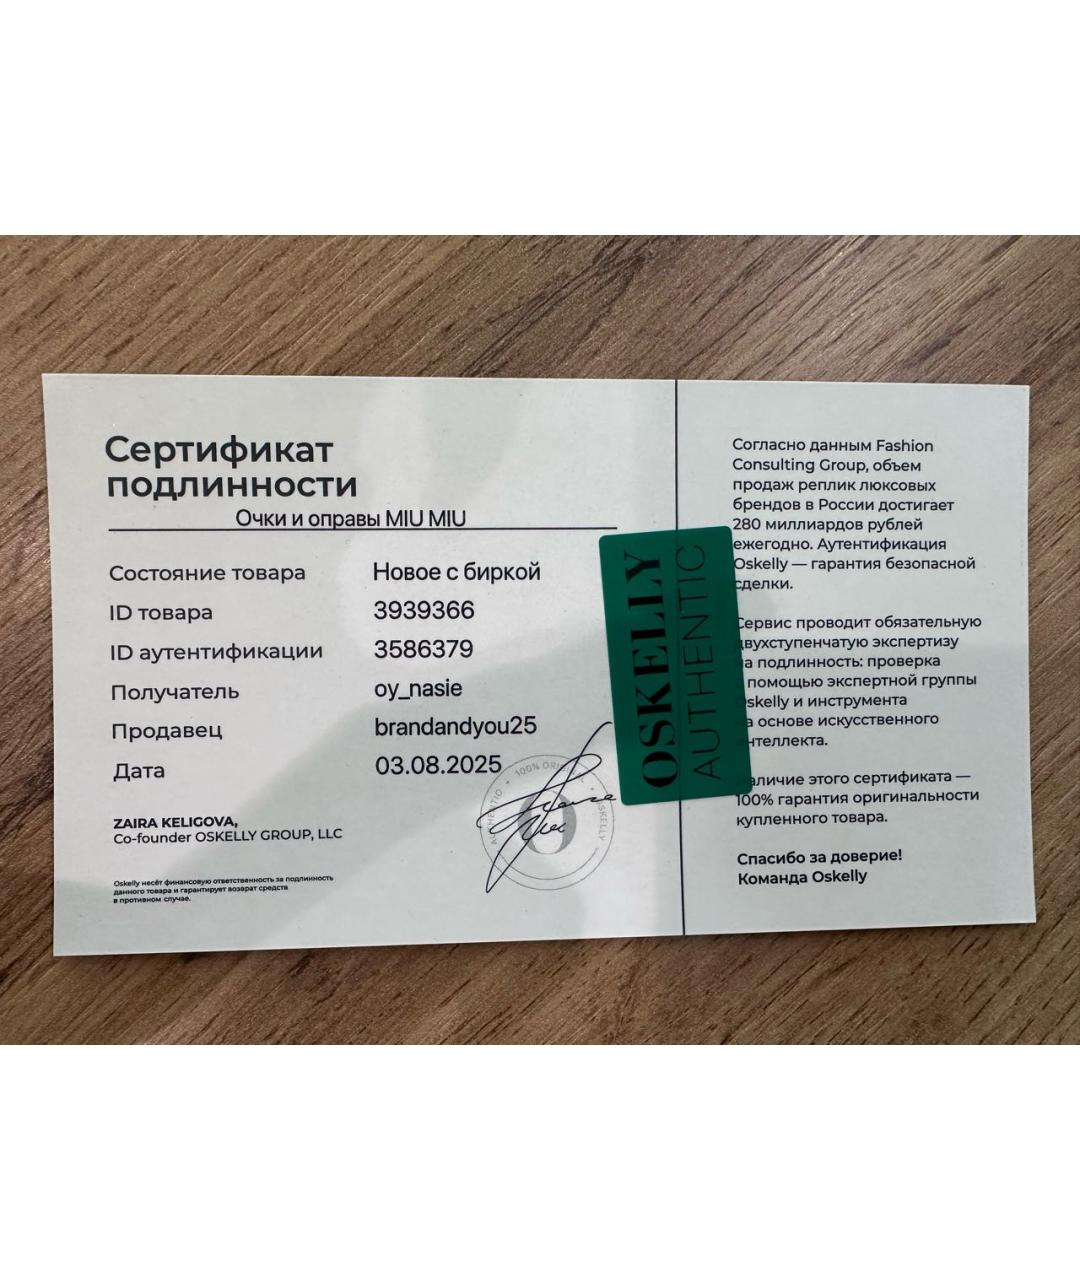 Сертификат
подлинности
Очки и оправы MIU MIU
Состояние товара Новое с биркой
ID товара 3939366
ID аутентификации 3586379
Получатель oy_nasie
Продавец brandandyou25
Дата 03.08.2025
ZAIRA KELIGOVA,
Co-founder OSKELLY GROUP, LLC
Oskelly несёт финансовую ответственность за подлинность
данного товара и гарантирует возврат средств
в противном случае.
100% ORIG
AUTHENTIC
OSKELLY
OSKELLY
AUTHENTIC
Согласно данным Fashion
Consulting Group, объем
продаж реплик люксовых
брендов в России достигает
280 миллиардов рублей
ежегодно. Аутентификация
Oskelly — гарантия безопасной
сделки.
Сервис проводит обязательную
двухступенчатую экспертизу
на подлинность: проверка
помощью экспертной группы
Oskelly и инструмента
на основе искусственного
интеллекта.
Наличие этого сертификата —
100% гарантия оригинальности
купленного товара.
Спасибо за доверие!
Команда Oskelly